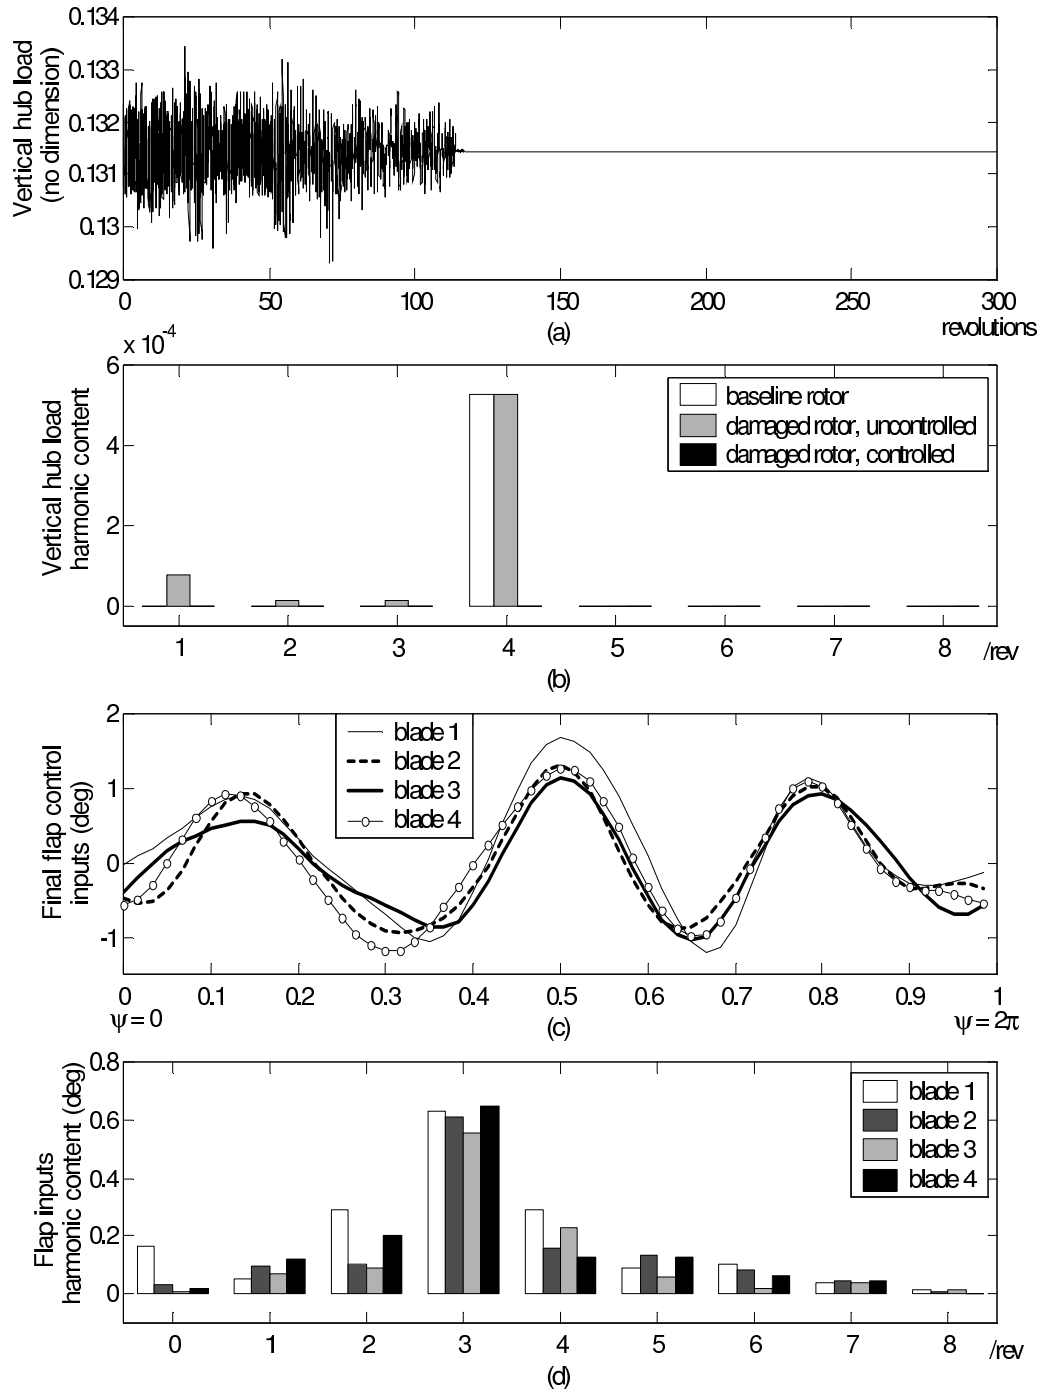 0.134
0.133
0.132
0.131
0.13
0.129
Vertical hub load
(no dimension)
0
50
100
150
200
250
300
(a)
revolutions
x 10-4
6
4
2
0
Vertical hub load
harmonic content
baseline rotor
damaged rotor, uncontrolled
damaged rotor, controlled
1
2
3
4
5
6
7
8
/rev
(b)
2
1
0
-1
Final flap control
inputs (deg)
blade 1
blade 2
blade 3
blade 4
0
0.1
0.2
0.3
0.4
0.5
0.6
0.7
0.8
0.9
1
ψ=0
(c)
ψ=2π
0.8
0.6
0.4
0.2
0
Flap inputs
harmonic content (deg)
blade 1
blade 2
blade 3
blade 4
0
1
2
3
4
5
6
7
8
/rev
(d)